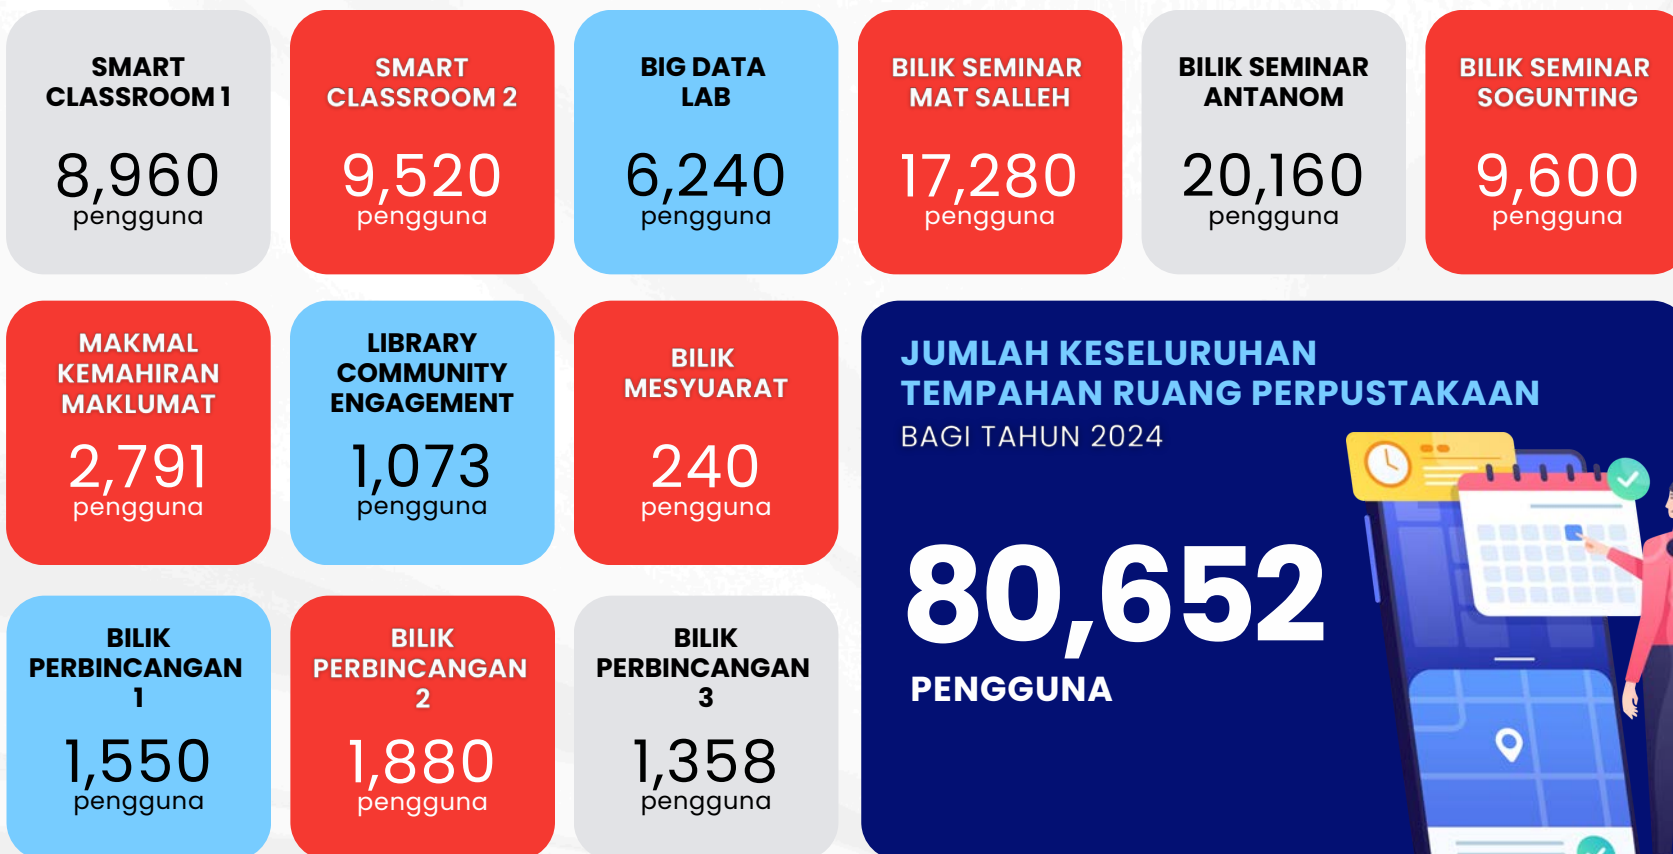 SMART
CLASSROOM 1
8,960
pengguna
SMART
CLASSROOM 2
9,520
pengguna
BIG DATA
LAB
6,240
pengguna
BILIK SEMINAR
MAT SALLEH
17,280
pengguna
BILIK SEMINAR
ANTANOM
20,160
pengguna
BILIK SEMINAR
SOGUNTING
9,600
pengguna
MAKMAL
KEMAHIRAN
MAKLUMAT
2,791
pengguna
LIBRARY
COMMUNITY
ENGAGEMENT
1,073
pengguna
BILIK
MESYUARAT
240
pengguna
JUMLAH KESELURUHAN
TEMPAHAN RUANG PERPUSTAKAAN
BAGI TAHUN 2024
80,652
PENGGUNA
BILIK
PERBINCANGAN
1
1,550
pengguna
BILIK
PERBINCANGAN
2
1,880
pengguna
BILIK
PERBINCANGAN
3
1,358
pengguna